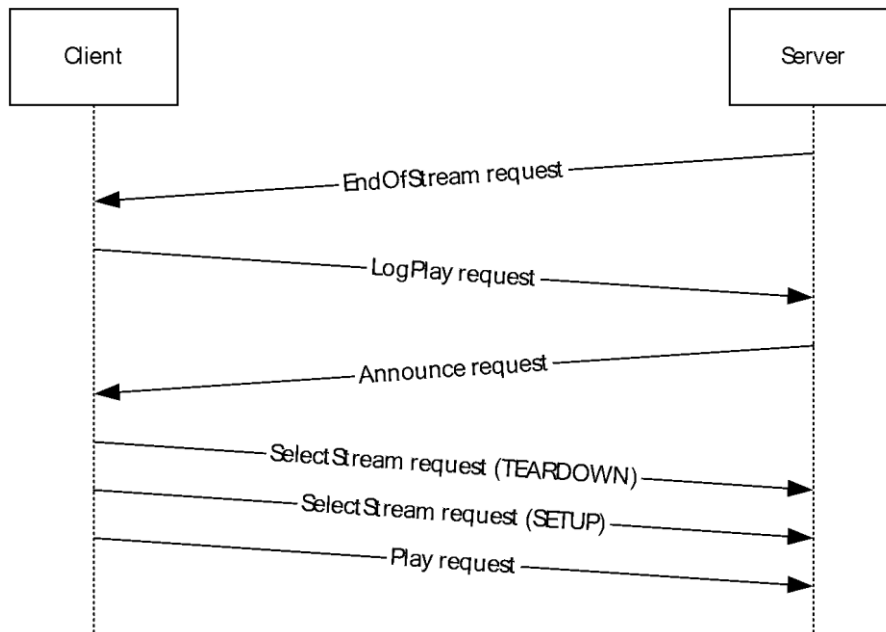 Client
Server
EndOfStream request
LogPlay request
Announce request
SelectStream request (TEARDOWN)
SelectStream request (SETUP)
Play request